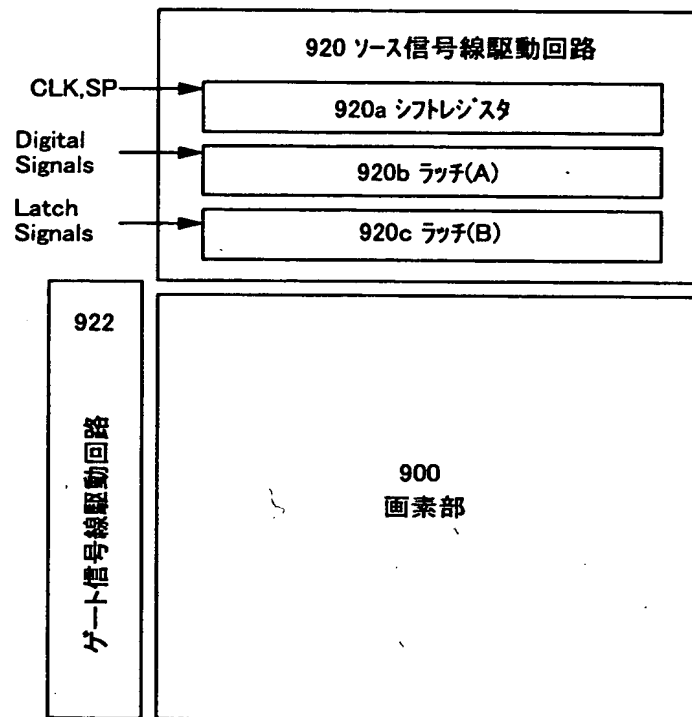 920 ソース信号線駆動回路
CLK,SP
920a シフトレジスタ
Digital
Signals
920b ラッチ(A)
Latch
Signals
920c ラッチ(B)
922
ゲート信号線駆動回路
900
画素部